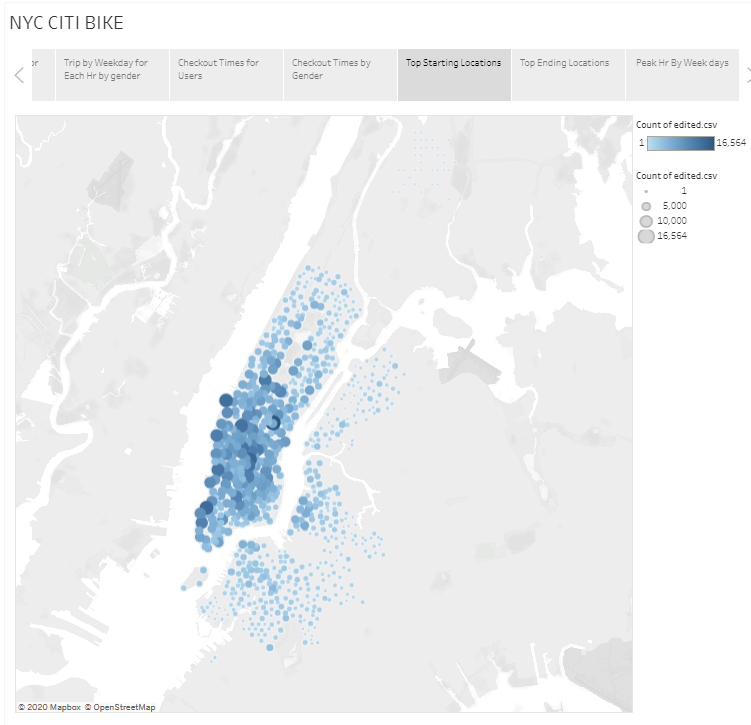 NYC CITI BIKE
or
Trip by Weekday for
Each Hr by gender
Checkout Times for
Users
Checkout Times by
Gender
Top Starting Locations
Top Ending Locations
Peak Hr By Week days
Count of edited.csv
1 16,564
Count of edited.csv
1
5,000
10,000
16,564
© 2020 Mapbox © OpenStreetMap